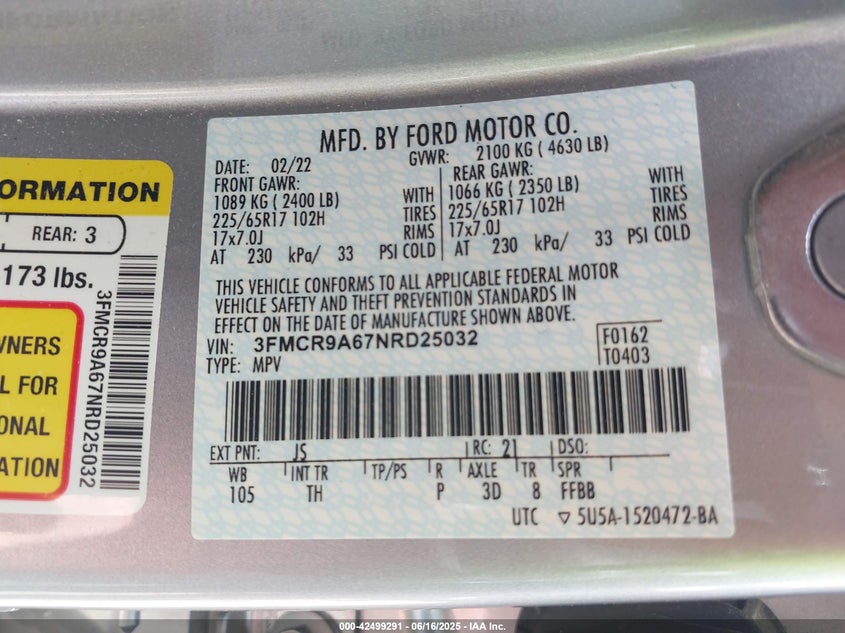 MFD. BY FORD MOTOR CO.
DATE: 02/22 GVWR: 2100 KG ( 4630 LB)
FRONT GAWR: REAR GAWR:
1089 KG ( 2400 LB) WITH 1066 KG ( 2350 LB) WITH
225/65R17 102H TIRES 225/65R17 102H TIRES
17x7.0J RIMS 17x7.0J RIMS
AT 230 kPa/ 33 PSI COLD AT 230 kPa/ 33 PSI COLD
THIS VEHICLE CONFORMS TO ALL APPLICABLE FEDERAL MOTOR
VEHICLE SAFETY AND THEFT PREVENTION STANDARDS IN
EFFECT ON THE DATE OF MANUFACTURE SHOWN ABOVE.
VIN: 3FMCR9A67NRD25032 F0162
TYPE: MPV T0403
EXT PNT: JS RC: 21 DSO:
WB INT TR TP/PS R AXLE TR SPR
105 TH P 3D 8 FFBB
UTC ▽ 5U5A-1520472-BA
ORMATION
REAR: 3
173 lbs.
3FMCR9A67NRD25032
WNERS
L FOR
ONAL
ATION
000-42499291 - 06/16/2025 - IAA Inc.